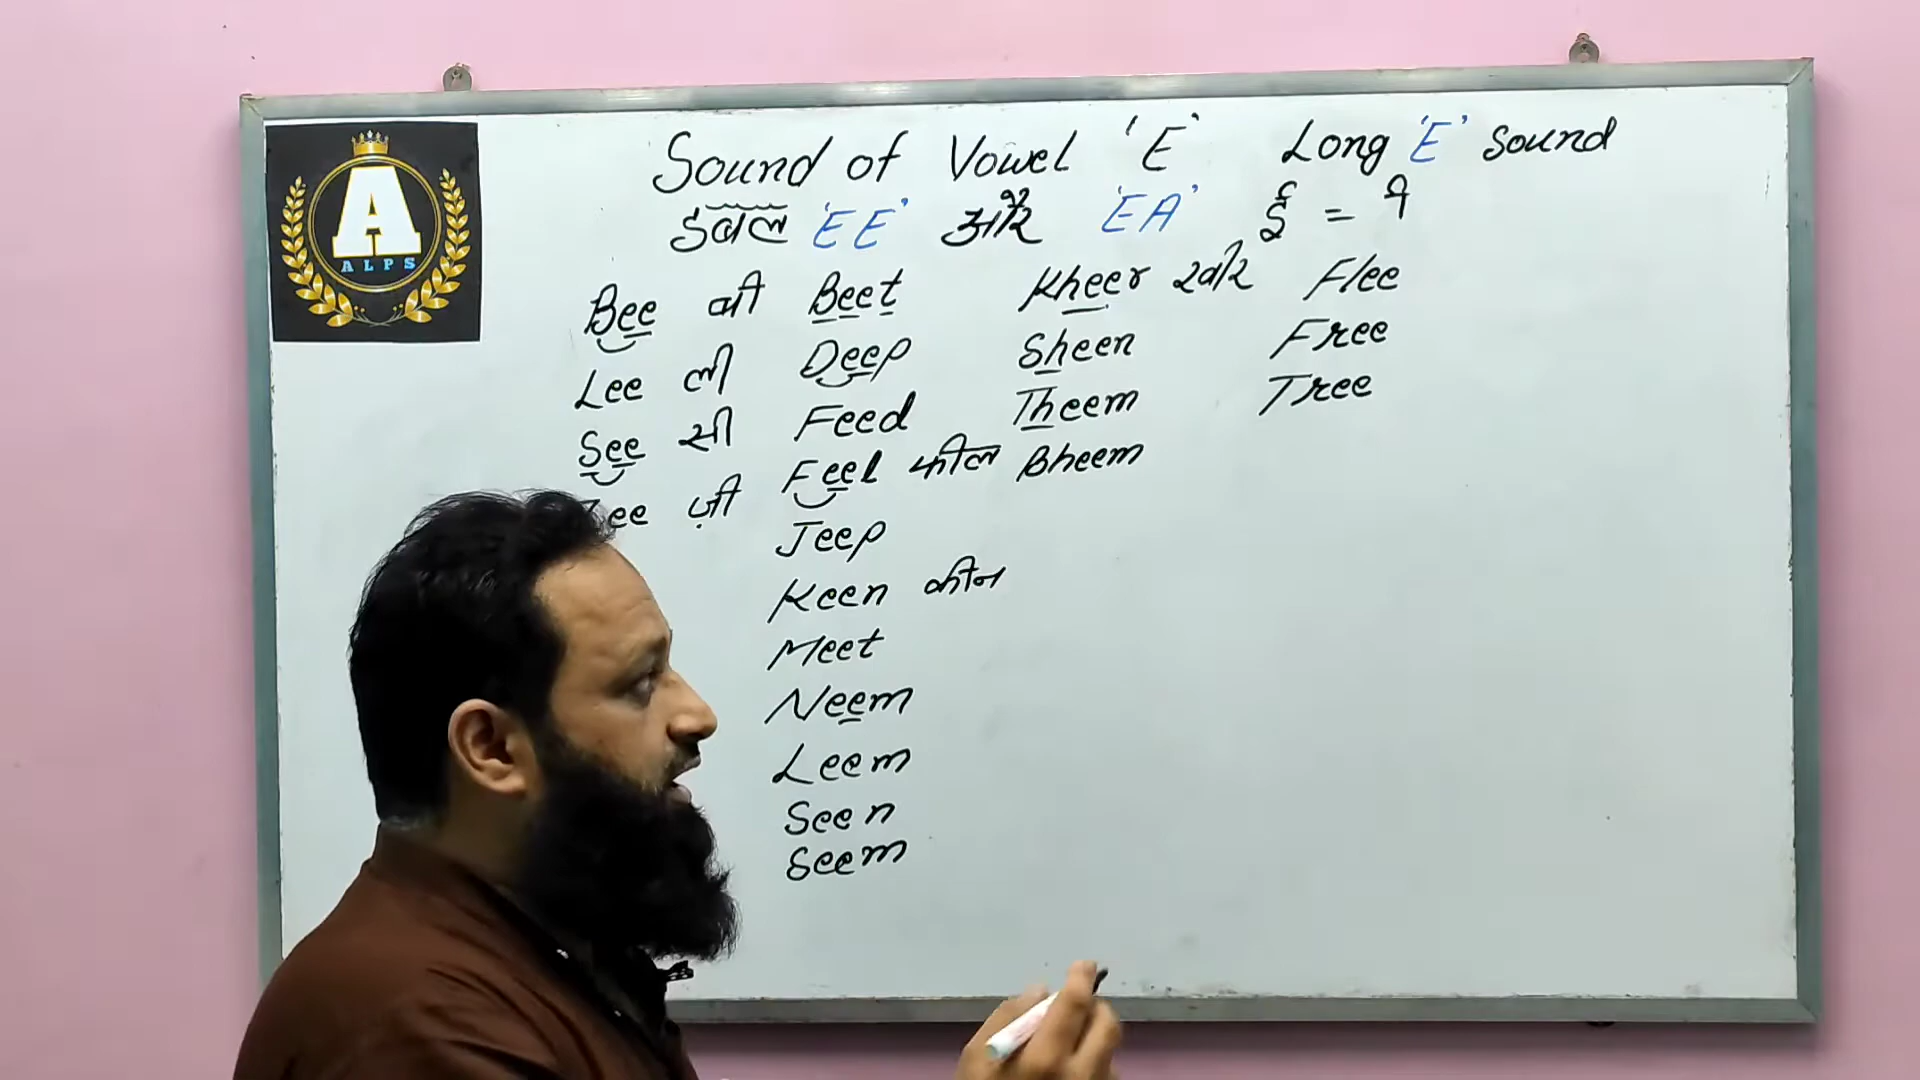 A
ALPS
Sound of Vowel 'E' Long 'E' Sound
डबल 'EE' और 'EA' ई = ी
Bee बी Beet Kheer खीर Flee
Lee ली Deep Sheen Free
See सी Feed Theem Tree
Zee ज़ी Feel फील Bheem
Jeep
Keen कीन
Meet
Neem
Leem
Seen
Seem